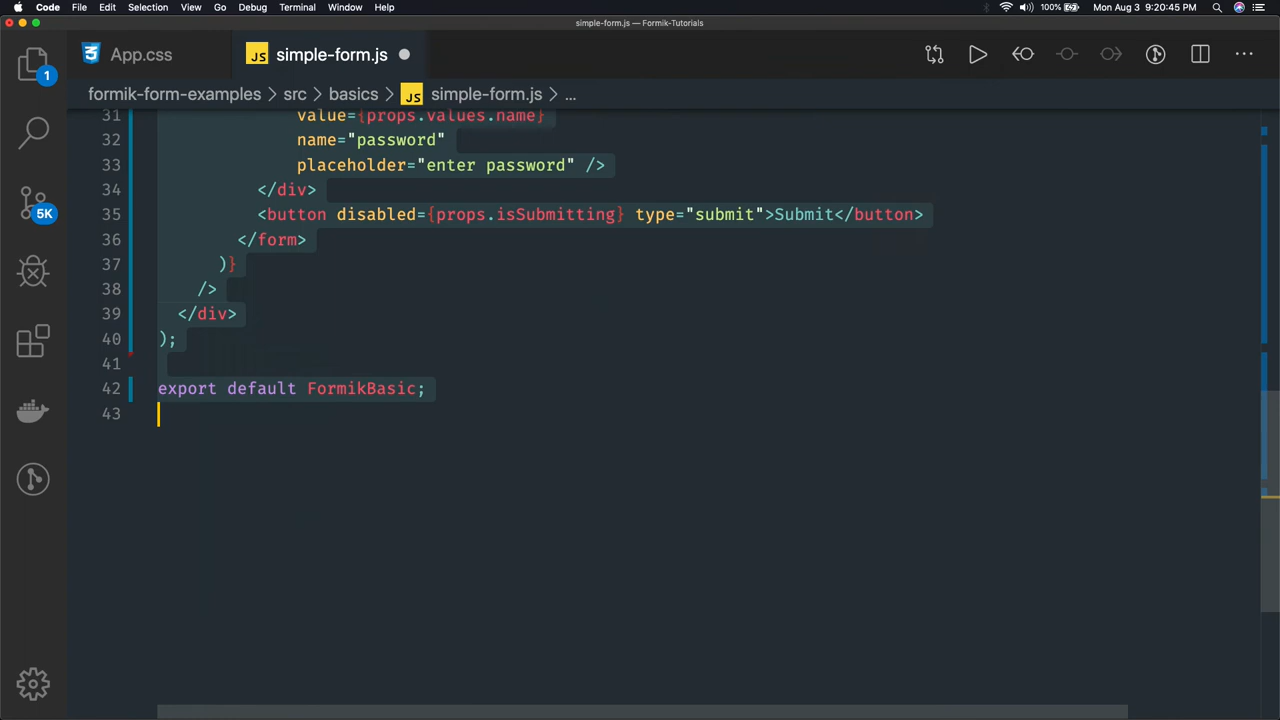 Code File Edit Selection View Go Debug Terminal Window Help 100% Mon Aug 3 9:20:45 PM
simple-form.js — Formik-Tutorials
App.css JS simple-form.js
formik-form-examples > src > basics > JS simple-form.js > ...
1
5K
31 value={props.values.name}
32 name="password"
33 placeholder="enter password" />
34 </div>
35 <button disabled={props.isSubmitting} type="submit">Submit</button>
36 </form>
37 )}
38 />
39 </div>
40 );
41
42 export default FormikBasic;
43